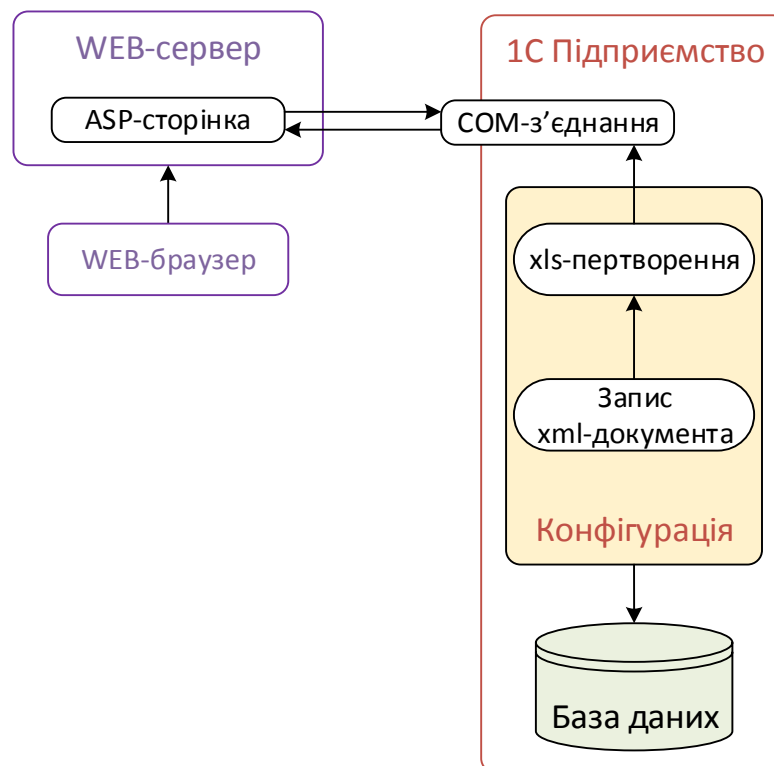 WEB-сервер
ASP-сторінка
WEB-браузер
1С Підприємство
COM-з’єднання
xls-пертворення
Запис
xml-документа
Конфігурація
База даних